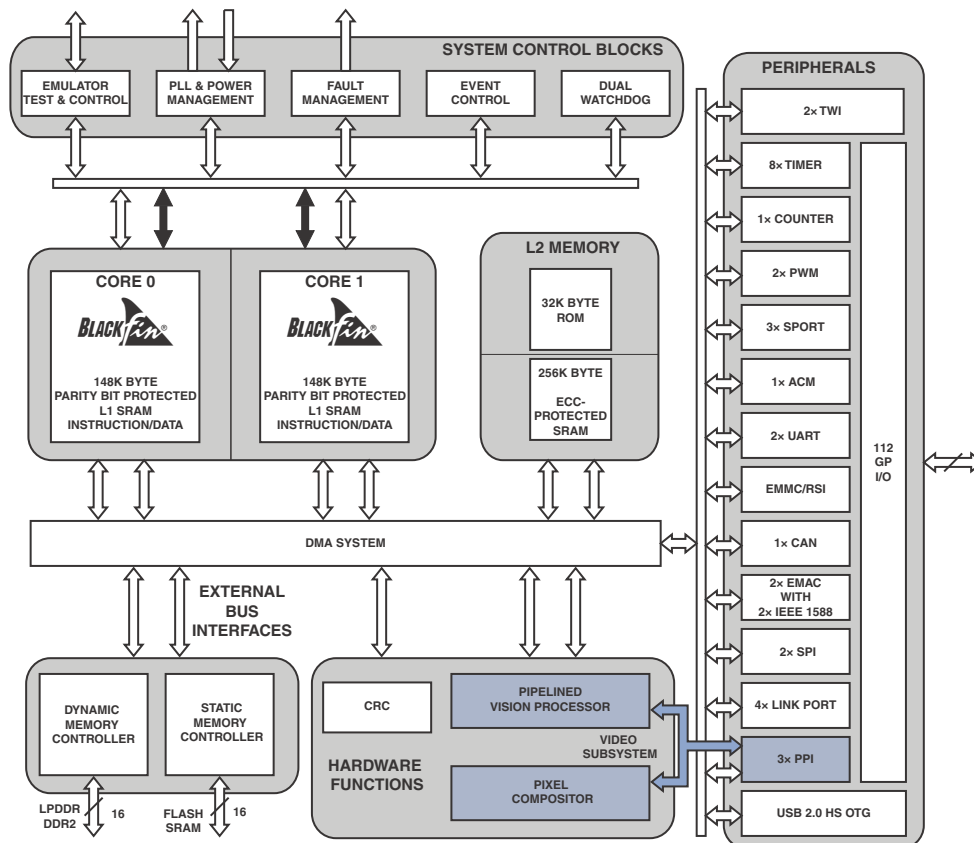 SYSTEM CONTROL BLOCKS
EMULATOR
TEST & CONTROL
PLL & POWER
MANAGEMENT
FAULT
MANAGEMENT
EVENT
CONTROL
DUAL
WATCHDOG
CORE 0
BLACKfin®
148K BYTE
PARITY BIT PROTECTED
L1 SRAM
INSTRUCTION/DATA
CORE 1
BLACKfin®
148K BYTE
PARITY BIT PROTECTED
L1 SRAM
INSTRUCTION/DATA
L2 MEMORY
32K BYTE
ROM
256K BYTE
ECC-
PROTECTED
SRAM
DMA SYSTEM
EXTERNAL
BUS
INTERFACES
DYNAMIC
MEMORY
CONTROLLER
STATIC
MEMORY
CONTROLLER
LPDDR
DDR2
16
FLASH
SRAM
16
CRC
HARDWARE
FUNCTIONS
PIPELINED
VISION PROCESSOR
VIDEO
SUBSYSTEM
PIXEL
COMPOSITOR
PERIPHERALS
2× TWI
8× TIMER
1× COUNTER
2× PWM
3× SPORT
1× ACM
2× UART
EMMC/RSI
1× CAN
2× EMAC
WITH
2× IEEE 1588
2× SPI
4× LINK PORT
3× PPI
USB 2.0 HS OTG
112
GP
I/O